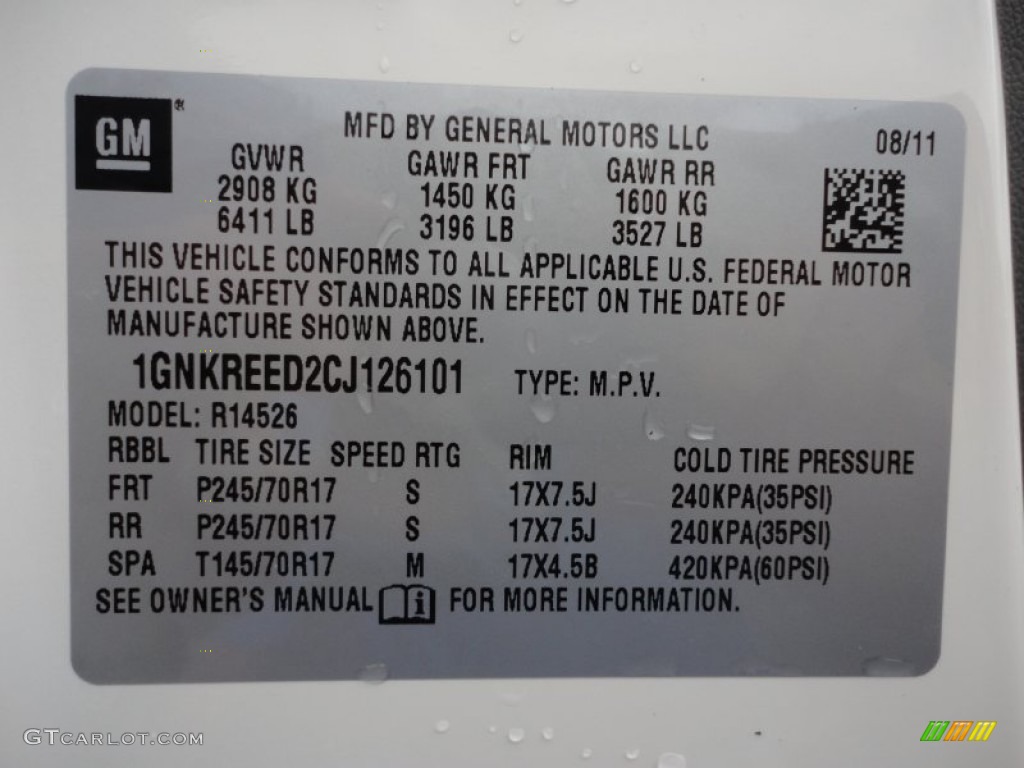 GM
MFD BY GENERAL MOTORS LLC 08/11
GVWR GAWR FRT GAWR RR
2908 KG 1450 KG 1600 KG
6411 LB 3196 LB 3527 LB
THIS VEHICLE CONFORMS TO ALL APPLICABLE U.S. FEDERAL MOTOR
VEHICLE SAFETY STANDARDS IN EFFECT ON THE DATE OF
MANUFACTURE SHOWN ABOVE.
1GNKREED2CJ126101 TYPE: M.P.V.
MODEL: R14526
RBBL TIRE SIZE SPEED RTG RIM COLD TIRE PRESSURE
FRT P245/70R17 S 17X7.5J 240KPA(35PSI)
RR P245/70R17 S 17X7.5J 240KPA(35PSI)
SPA T145/70R17 M 17X4.5B 420KPA(60PSI)
SEE OWNER'S MANUAL FOR MORE INFORMATION.
GTCARLOT.COM